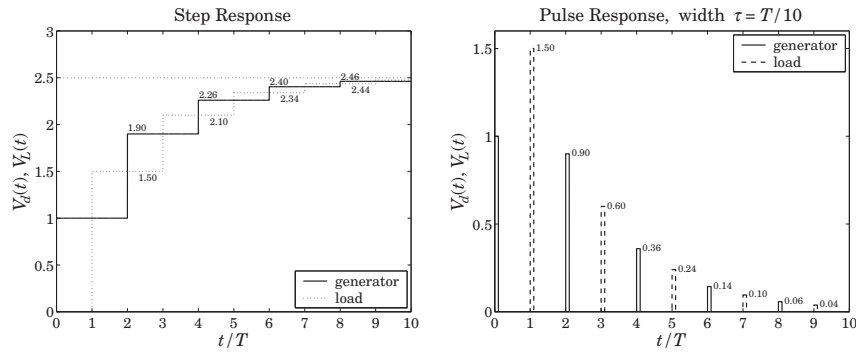 Step Response
3
2.5
2
1.5
1
0.5
0
0 1 2 3 4 5 6 7 8 9 10
1.90
1.50
2.26
2.10
2.40
2.34
2.46
2.44
generator
load
t/T
V_d(t), V_L(t)
Pulse Response, width τ = T/10
1.5
1
0.5
0
0 1 2 3 4 5 6 7 8 9 10
1.50
0.90
0.60
0.36
0.24
0.14
0.10
0.06
0.04
generator
load
t/T
V_d(t), V_L(t)